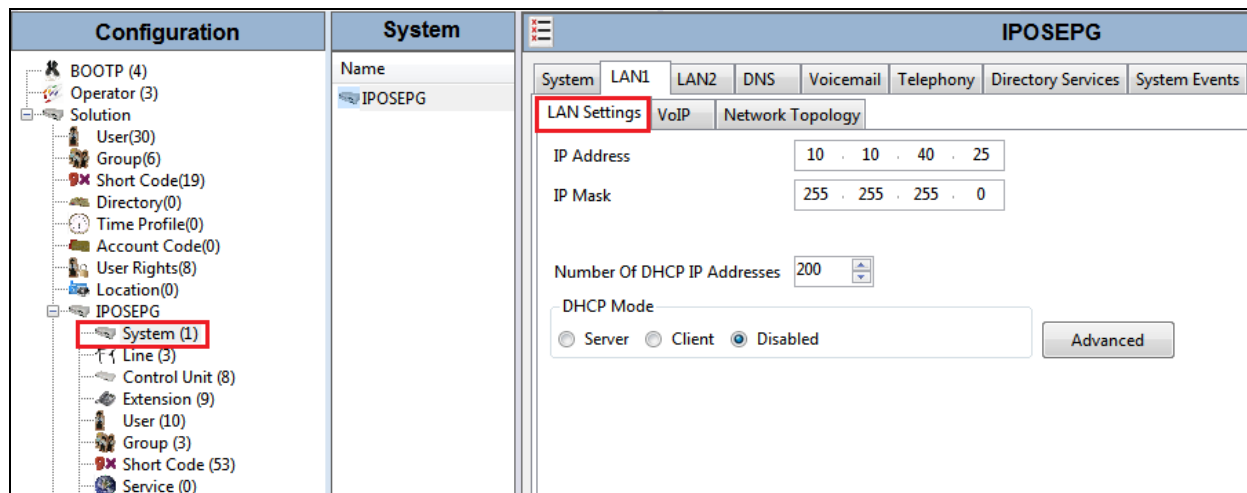 Configuration
BOOTP (4)
Operator (3)
Solution
User(30)
Group(6)
Short Code(19)
Directory(0)
Time Profile(0)
Account Code(0)
User Rights(8)
Location(0)
IPOSEPG
System (1)
Line (3)
Control Unit (8)
Extension (9)
User (10)
Group (3)
Short Code (53)
Service (0)
System
Name
IPOSEPG
IPOSEPG
System LAN1 LAN2 DNS Voicemail Telephony Directory Services System Events
LAN Settings VoIP Network Topology
IP Address 10 . 10 . 40 . 25
IP Mask 255 . 255 . 255 . 0
Number Of DHCP IP Addresses 200
DHCP Mode
Server Client Disabled Advanced